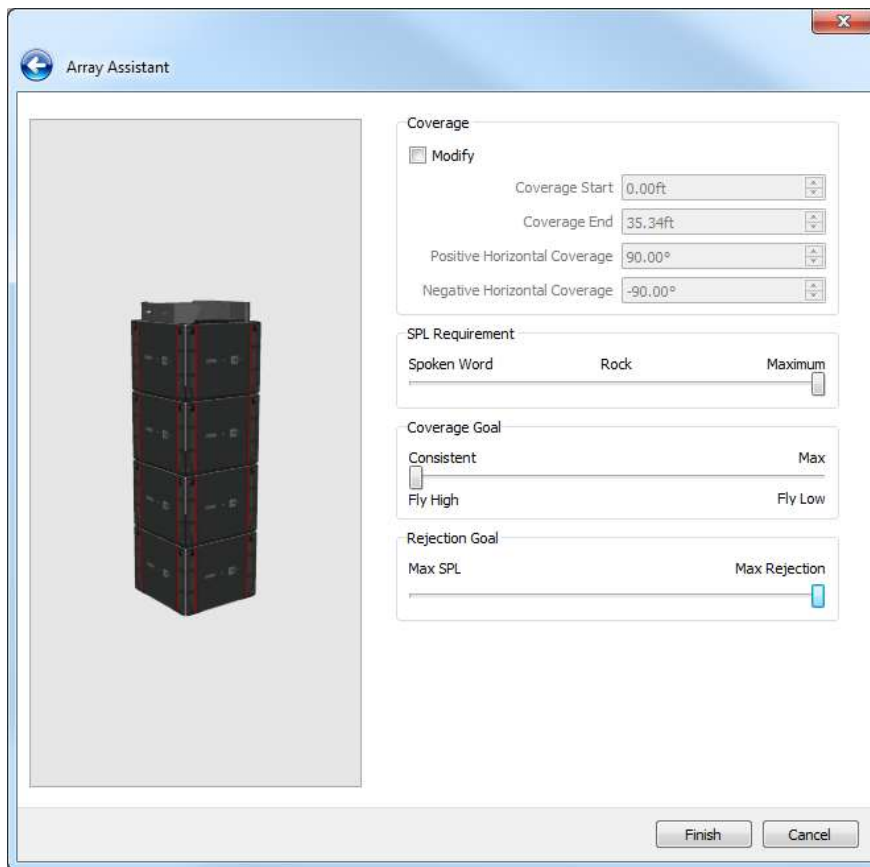 Array Assistant
Coverage
Modify
Coverage Start 0.00ft
Coverage End 35.34ft
Positive Horizontal Coverage 90.00°
Negative Horizontal Coverage -90.00°
SPL Requirement
Spoken Word Rock Maximum
Coverage Goal
Consistent Max
Fly High Fly Low
Rejection Goal
Max SPL Max Rejection
Finish Cancel